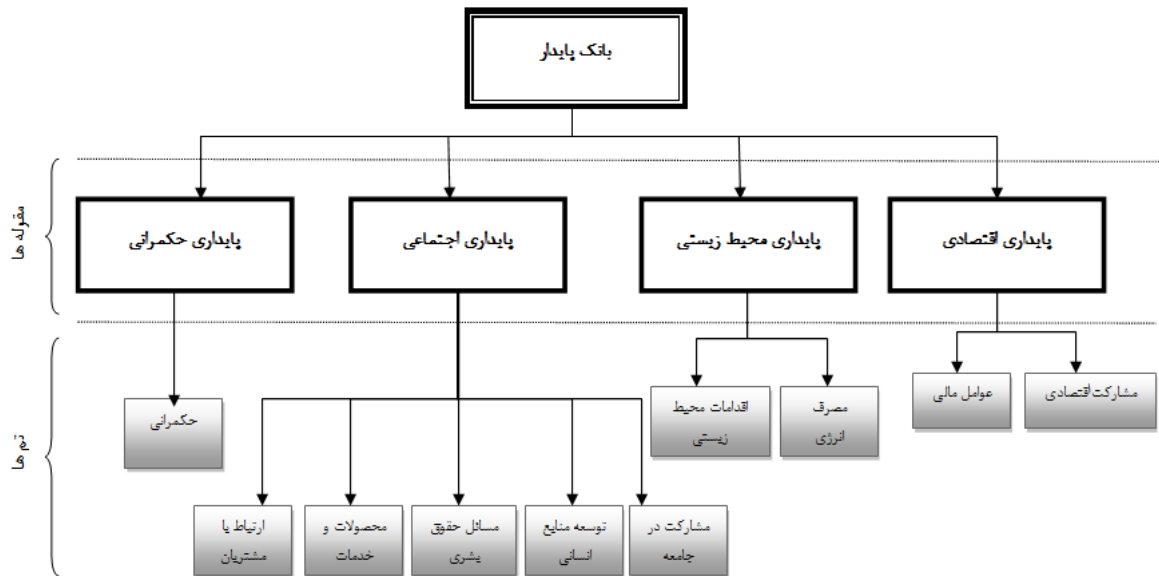 بانک پایدار
مقوله ها
پایداری اقتصادی
پایداری محیط زیستی
پایداری اجتماعی
پایداری حکمرانی
تم ها
مشارکت اقتصادی
عوامل مالی
مصرف
انرژی
اقدامات محیط
زیستی
حکمرانی
مشارکت در
جامعه
توسعه منابع
انسانی
مسائل حقوق
بشری
محصولات و
خدمات
ارتباط با
مشتریان